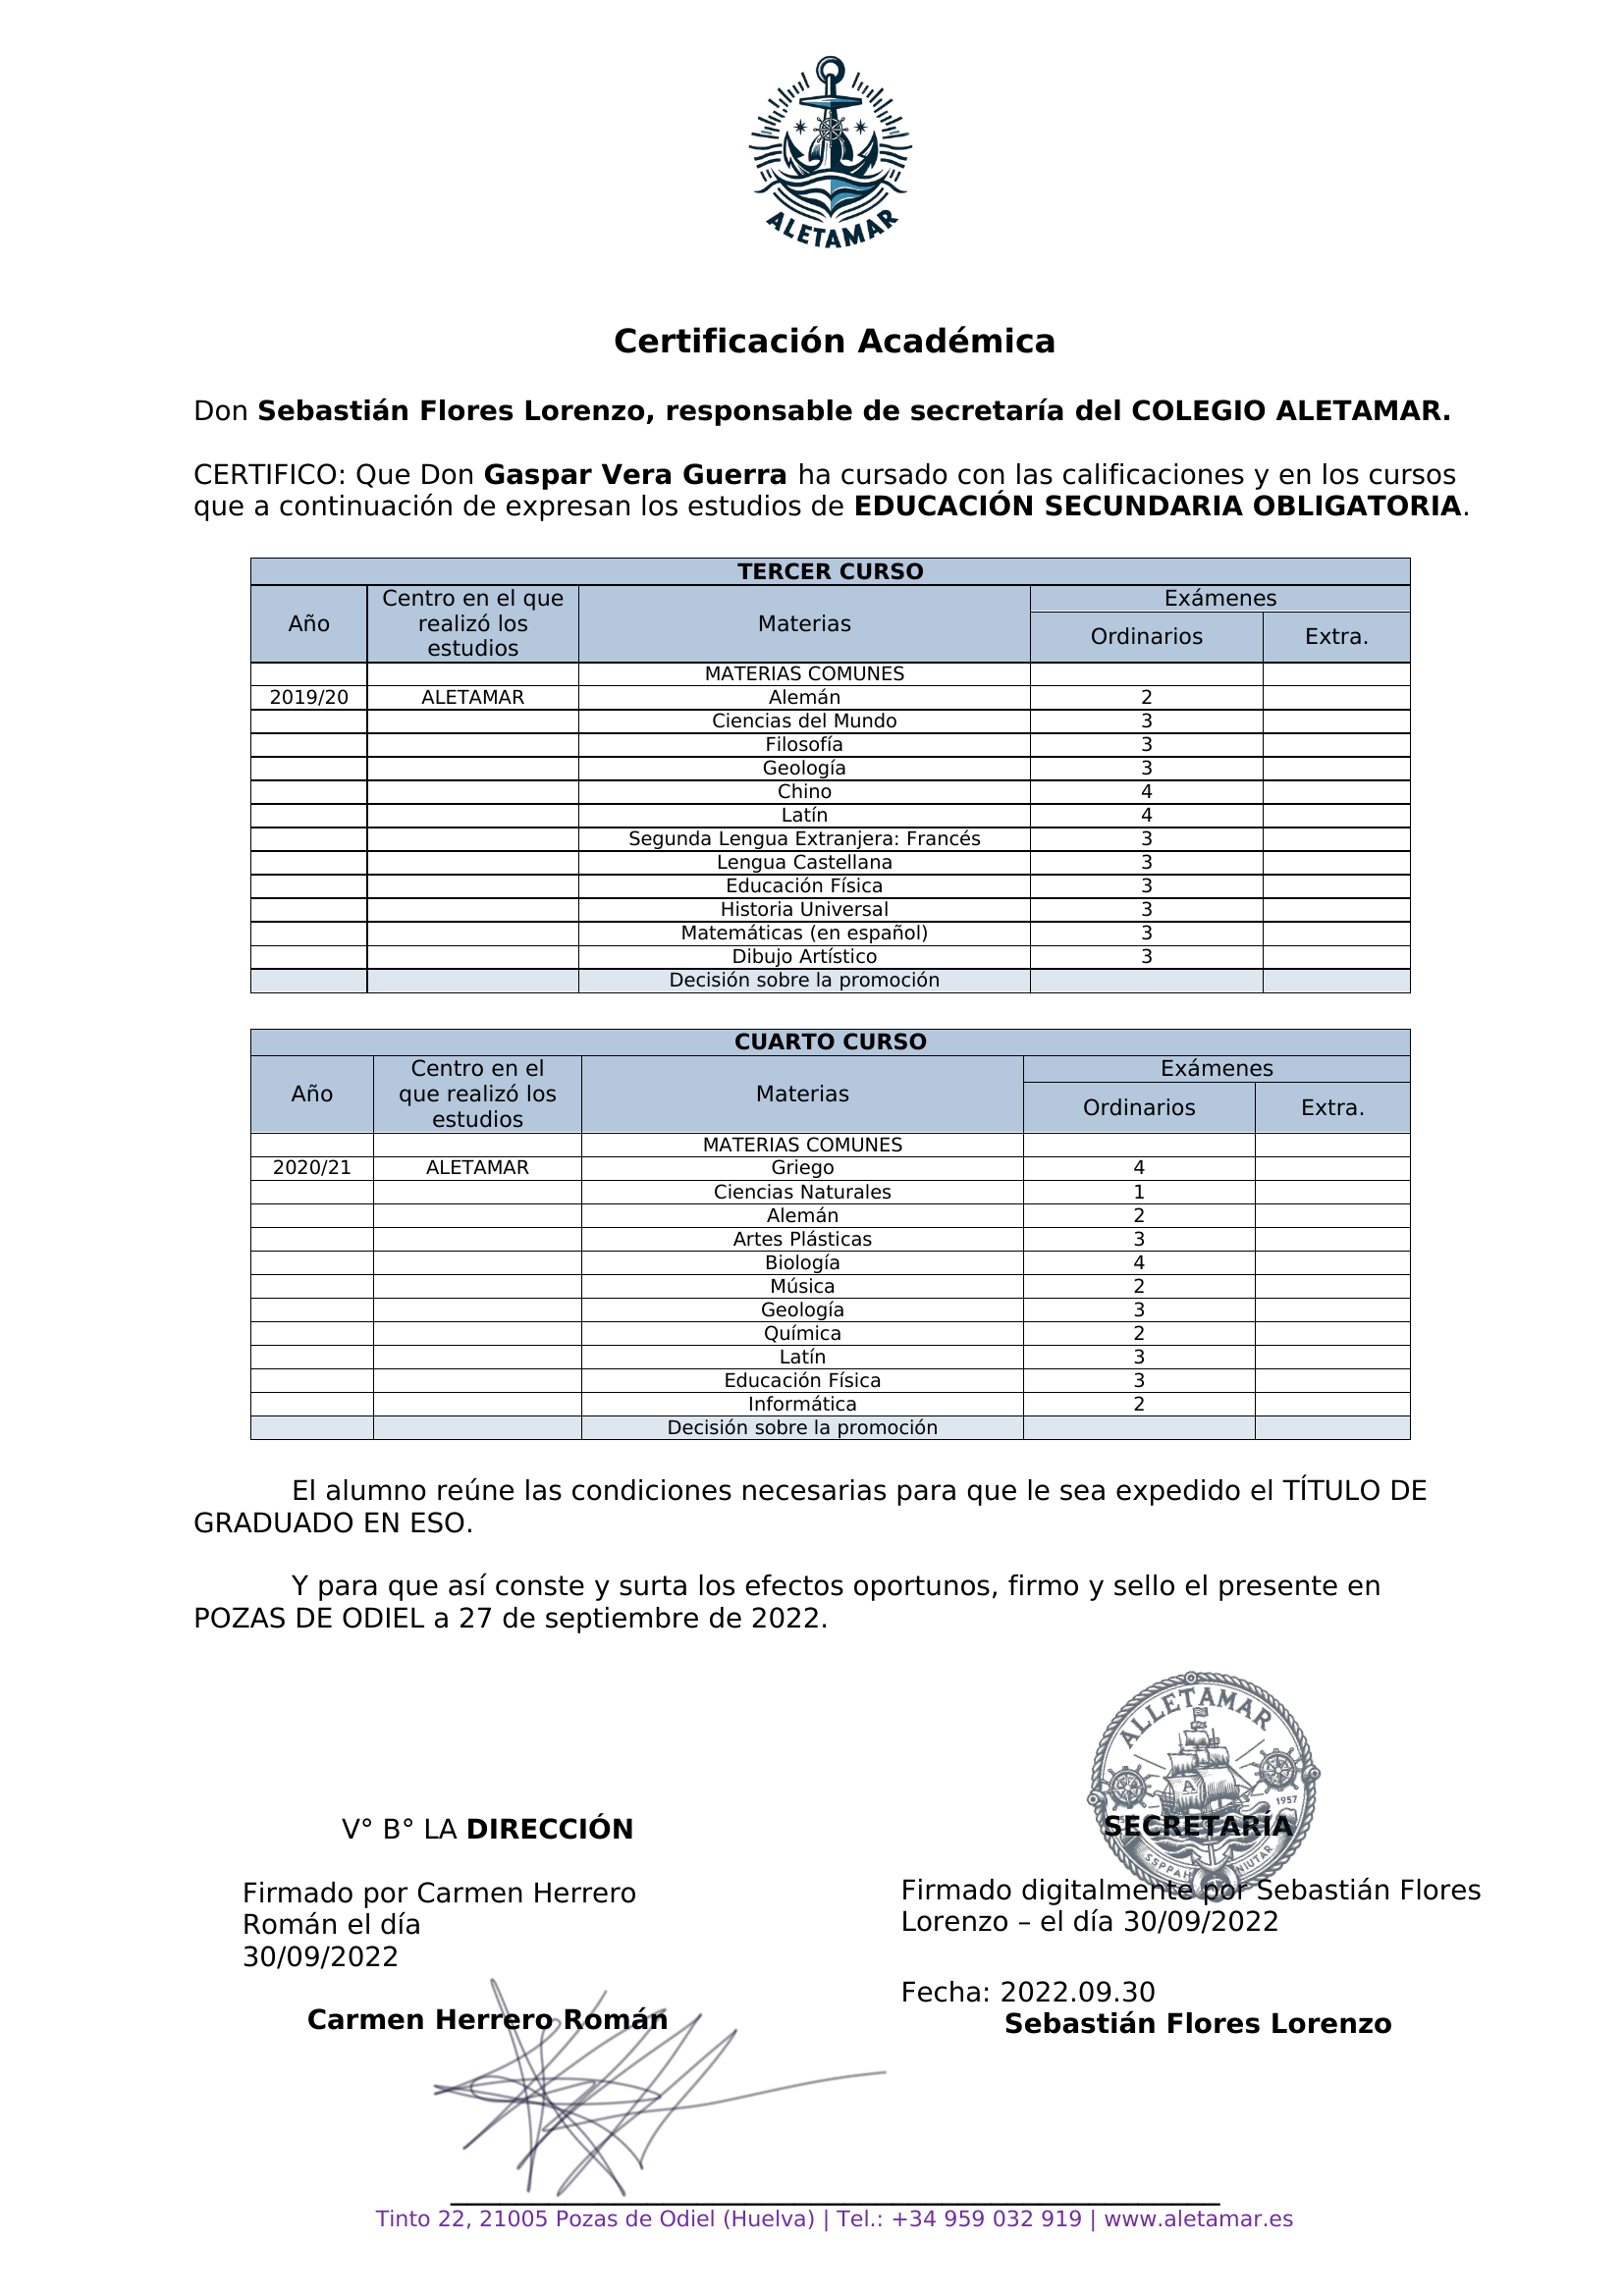 ALETAMAR
Certificación Académica
Don Sebastián Flores Lorenzo, responsable de secretaría del COLEGIO ALETAMAR.
CERTIFICO: Que Don Gaspar Vera Guerra ha cursado con las calificaciones y en los cursos
que a continuación de expresan los estudios de EDUCACIÓN SECUNDARIA OBLIGATORIA.
TERCER CURSO
Año Centro en el que realizó los estudios Materias Exámenes
Ordinarios Extra.
MATERIAS COMUNES
2019/20 ALETAMAR Alemán 2
Ciencias del Mundo 3
Filosofía 3
Geología 3
Chino 4
Latín 4
Segunda Lengua Extranjera: Francés 3
Lengua Castellana 3
Educación Física 3
Historia Universal 3
Matemáticas (en español) 3
Dibujo Artístico 3
Decisión sobre la promoción
CUARTO CURSO
Año Centro en el que realizó los estudios Materias Exámenes
Ordinarios Extra.
MATERIAS COMUNES
2020/21 ALETAMAR Griego 4
Ciencias Naturales 1
Alemán 2
Artes Plásticas 3
Biología 4
Música 2
Geología 3
Química 2
Latín 3
Educación Física 3
Informática 2
Decisión sobre la promoción
El alumno reúne las condiciones necesarias para que le sea expedido el TÍTULO DE
GRADUADO EN ESO.
Y para que así conste y surta los efectos oportunos, firmo y sello el presente en
POZAS DE ODIEL a 27 de septiembre de 2022.
ALLETAMAR
A
1957
SSPPAH NIUTAR
V° B° LA DIRECCIÓN
SECRETARÍA
Firmado por Carmen Herrero
Román el día
30/09/2022
Carmen Herrero Román
Firmado digitalmente por Sebastián Flores
Lorenzo – el día 30/09/2022
Fecha: 2022.09.30
Sebastián Flores Lorenzo
Tinto 22, 21005 Pozas de Odiel (Huelva) | Tel.: +34 959 032 919 | www.aletamar.es